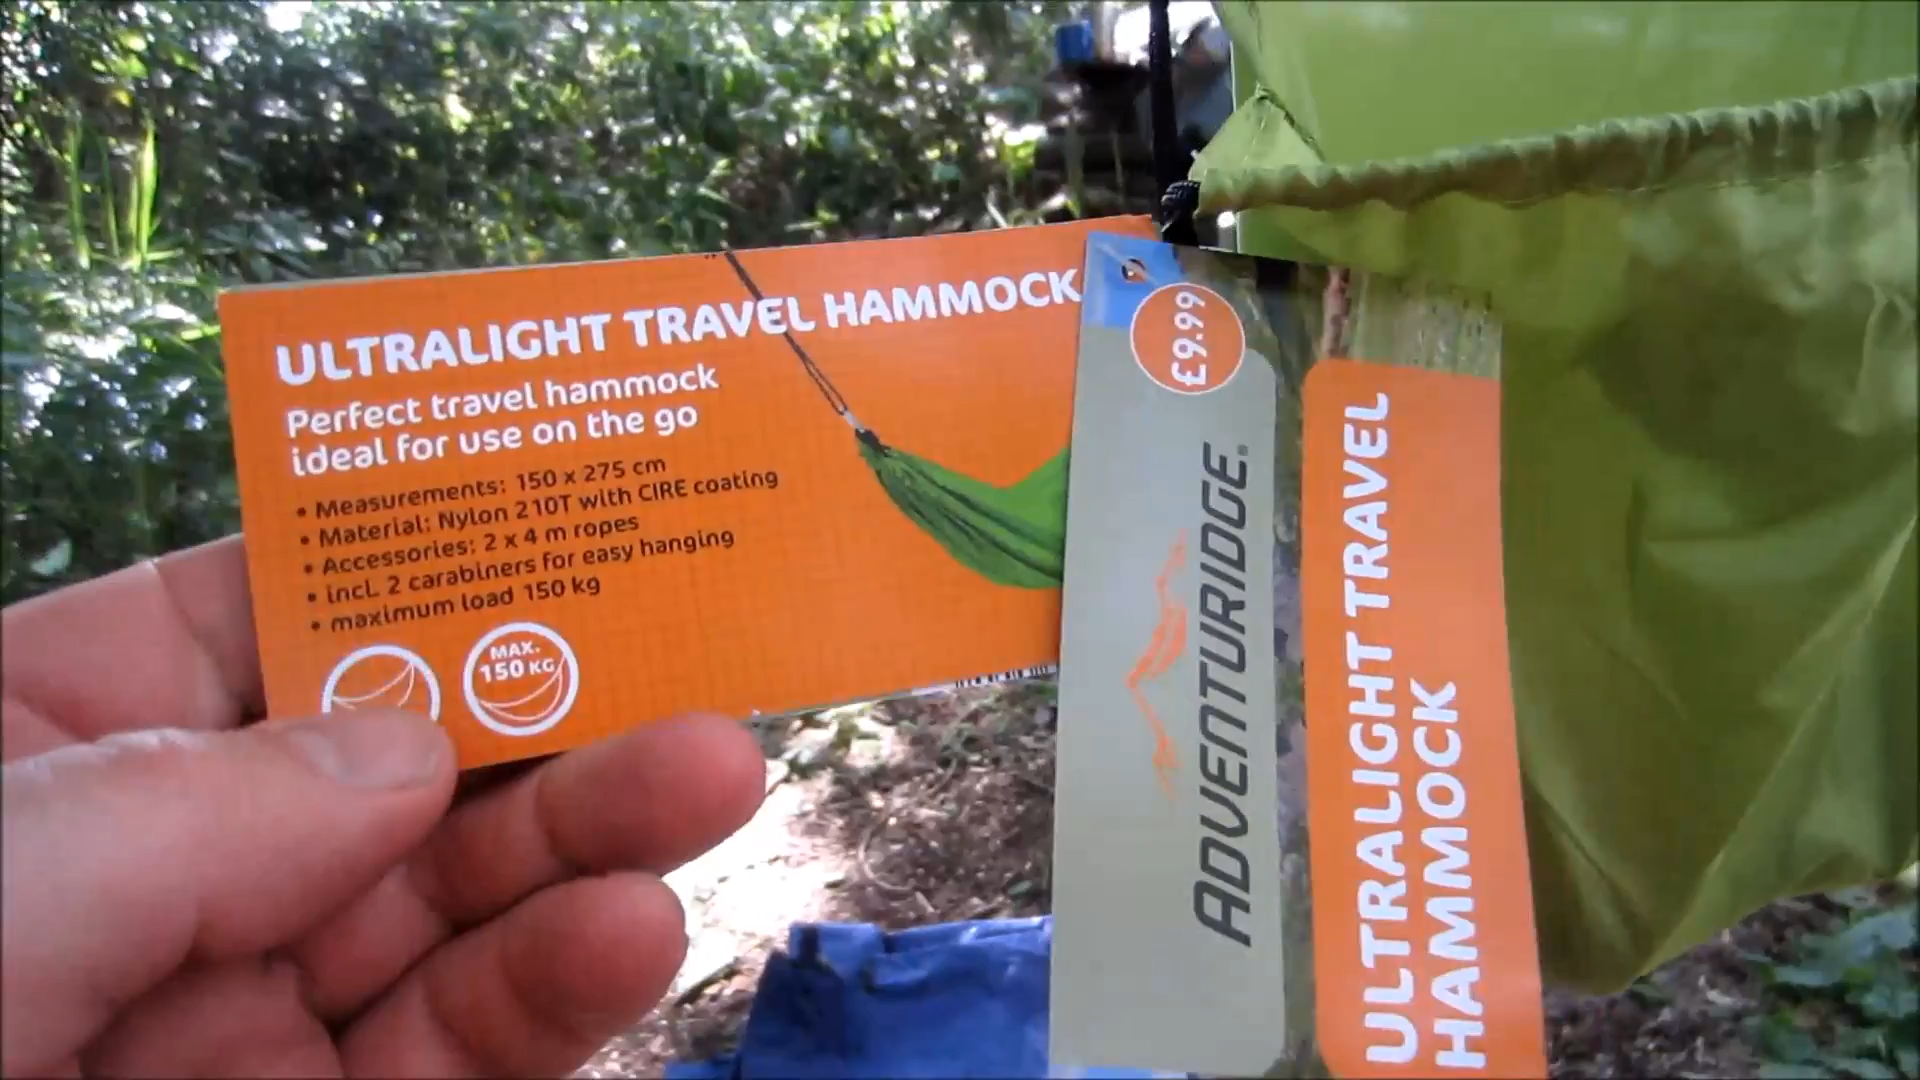 ULTRALIGHT TRAVEL HAMMOCK
Perfect travel hammock
ideal for use on the go
• Measurements: 150 x 275 cm
• Material: Nylon 210T with CIRE coating
• Accessories: 2 x 4 m ropes
• incl. 2 carabiners for easy hanging
• maximum load 150 kg
MAX.
150 KG
£9.99
ADVENTURIDGE®
ULTRALIGHT TRAVEL
HAMMOCK